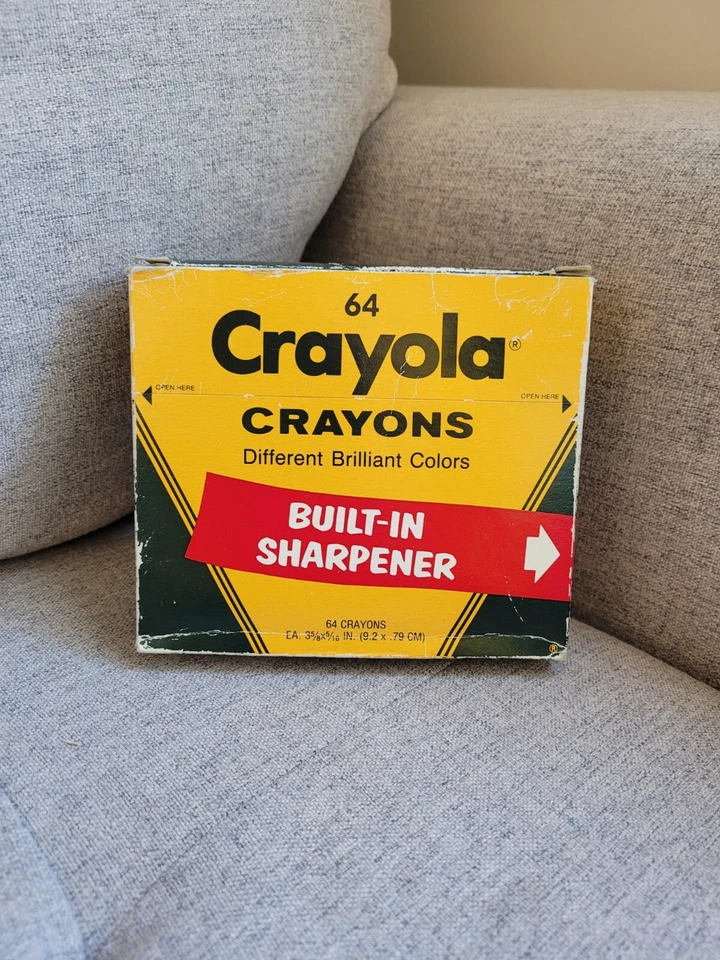 64
Crayola®
OPEN HERE
OPEN HERE
CRAYONS
Different Brilliant Colors
BUILT-IN
SHARPENER
64 CRAYONS
EA. 3⅝x5⁄16 IN. (9.2 x .79 CM)
®